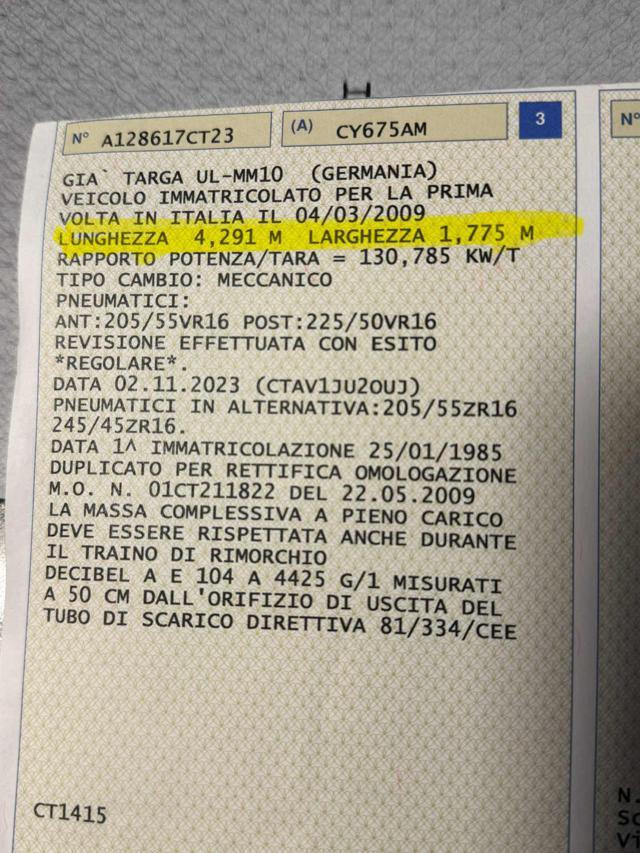 N° A128617CT23 (A) CY675AM 3 N°
GIA` TARGA UL-MM10 (GERMANIA)
VEICOLO IMMATRICOLATO PER LA PRIMA
VOLTA IN ITALIA IL 04/03/2009
LUNGHEZZA 4,291 M LARGHEZZA 1,775 M
RAPPORTO POTENZA/TARA = 130,785 KW/T
TIPO CAMBIO: MECCANICO
PNEUMATICI:
ANT:205/55VR16 POST:225/50VR16
REVISIONE EFFETTUATA CON ESITO
*REGOLARE*.
DATA 02.11.2023 (CTAV1JU2OUJ)
PNEUMATICI IN ALTERNATIVA:205/55ZR16
245/45ZR16.
DATA 1^ IMMATRICOLAZIONE 25/01/1985
DUPLICATO PER RETTIFICA OMOLOGAZIONE
M.O. N. 01CT211822 DEL 22.05.2009
LA MASSA COMPLESSIVA A PIENO CARICO
DEVE ESSERE RISPETTATA ANCHE DURANTE
IL TRAINO DI RIMORCHIO
DECIBEL A E 104 A 4425 G/1 MISURATI
A 50 CM DALL'ORIFIZIO DI USCITA DEL
TUBO DI SCARICO DIRETTIVA 81/334/CEE
CT1415
N.
Sc
Vi